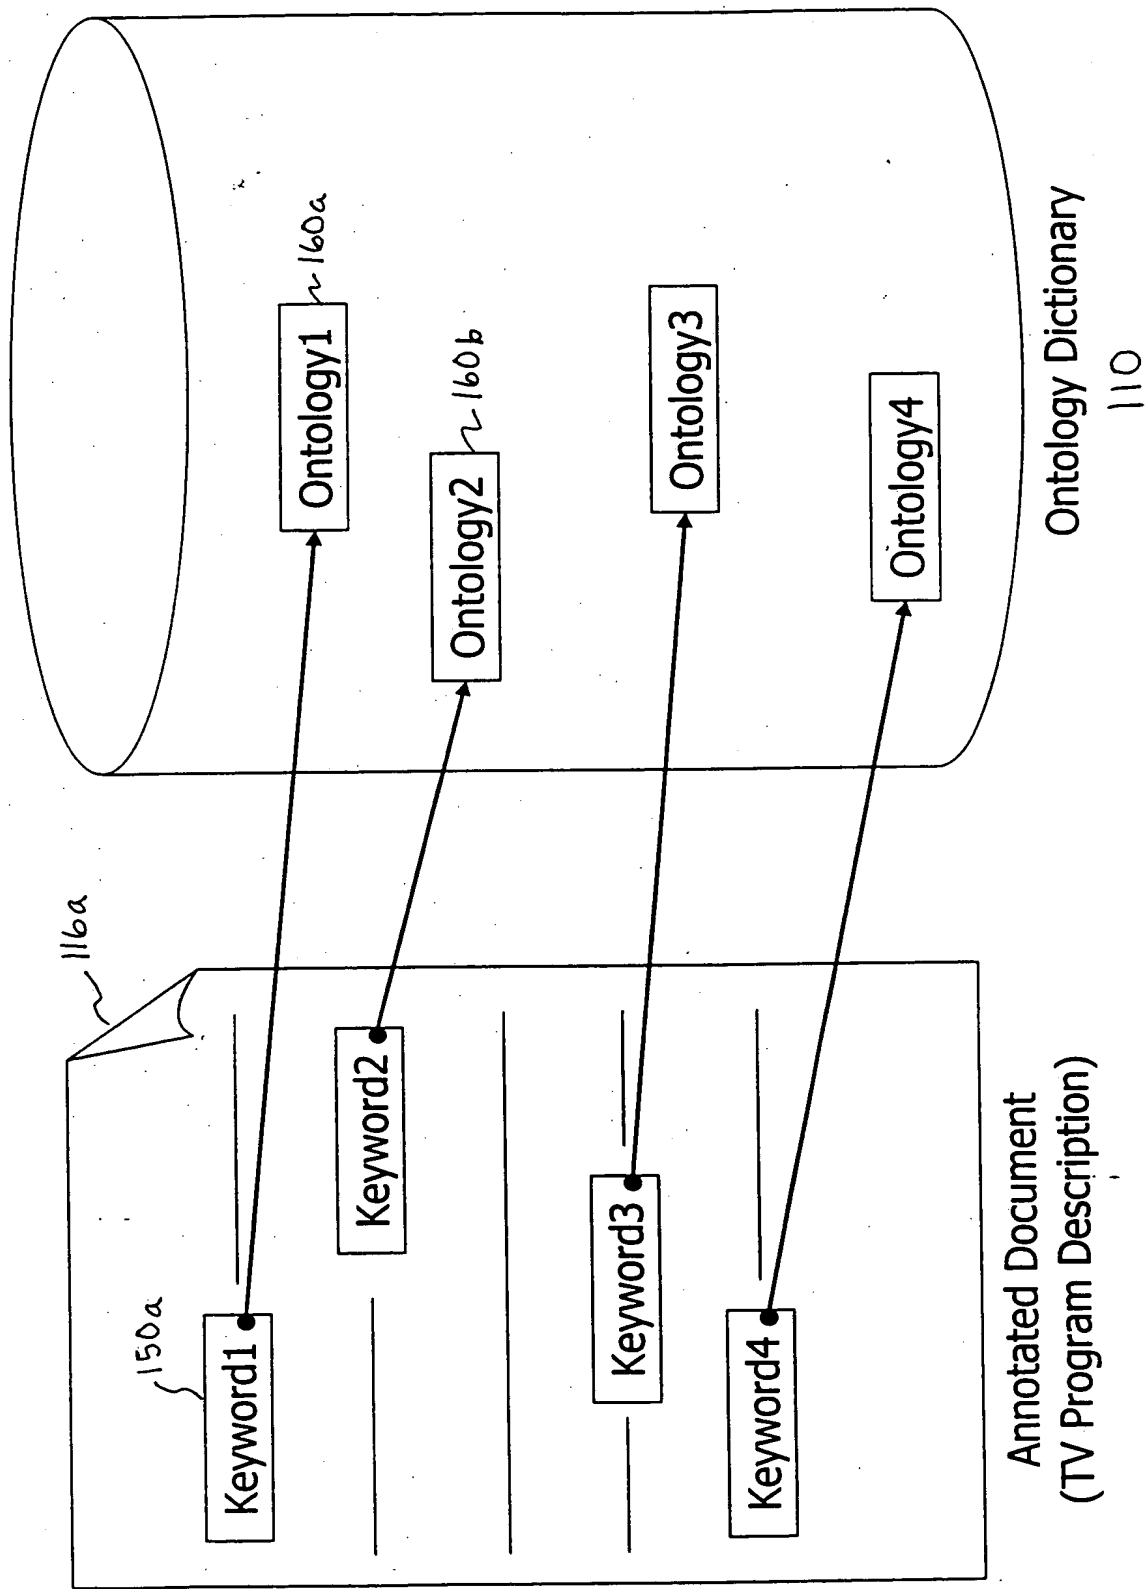 116a
150a
Keyword1
Keyword2
Keyword3
Keyword4
Annotated Document
(TV Program Description)
Ontology1
160a
Ontology2
160b
Ontology3
Ontology4
Ontology Dictionary
110